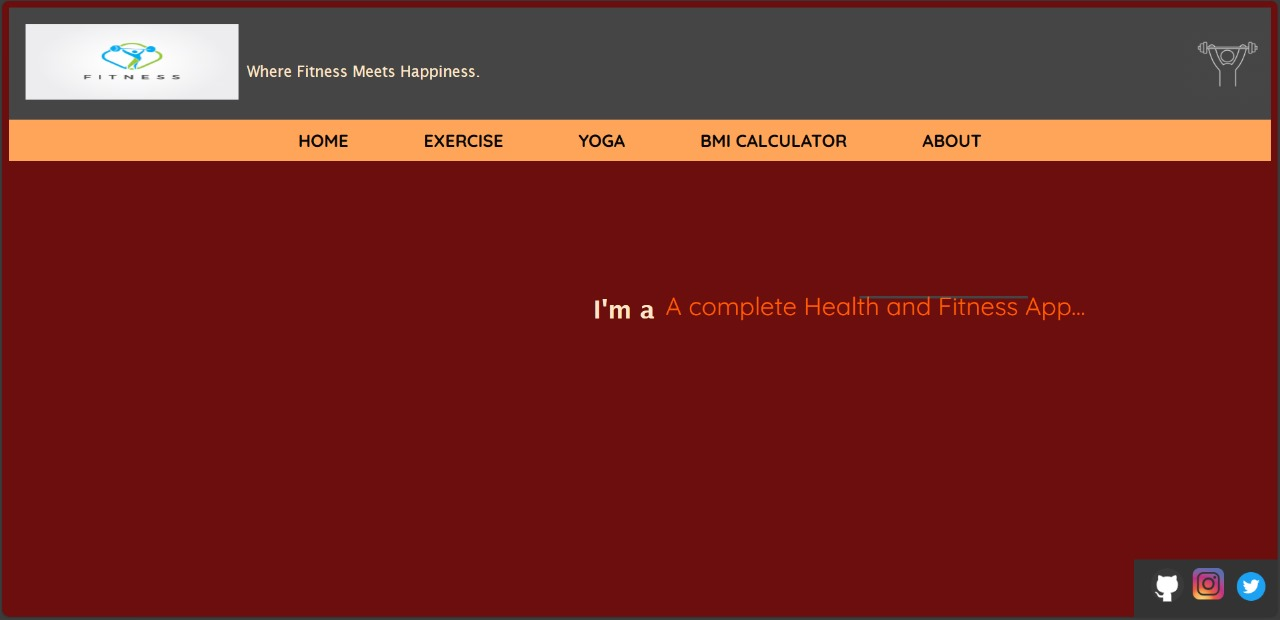 FITNESS
Where Fitness Meets Happiness.
HOME EXERCISE YOGA BMI CALCULATOR ABOUT
I'm a A complete Health and Fitness App...